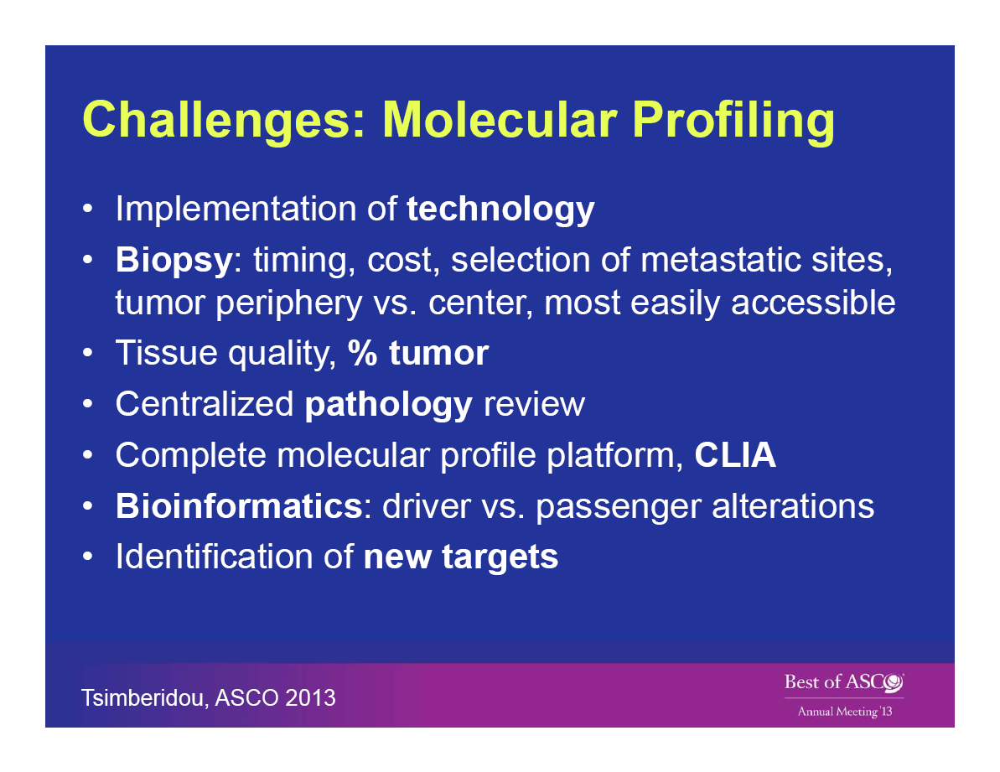 Challenges: Molecular Profiling
• Implementation of technology
• Biopsy: timing, cost, selection of metastatic sites,
tumor periphery vs. center, most easily accessible
• Tissue quality, % tumor
• Centralized pathology review
• Complete molecular profile platform, CLIA
• Bioinformatics: driver vs. passenger alterations
• Identification of new targets
Tsimberidou, ASCO 2013
Best of ASCO®
Annual Meeting '13